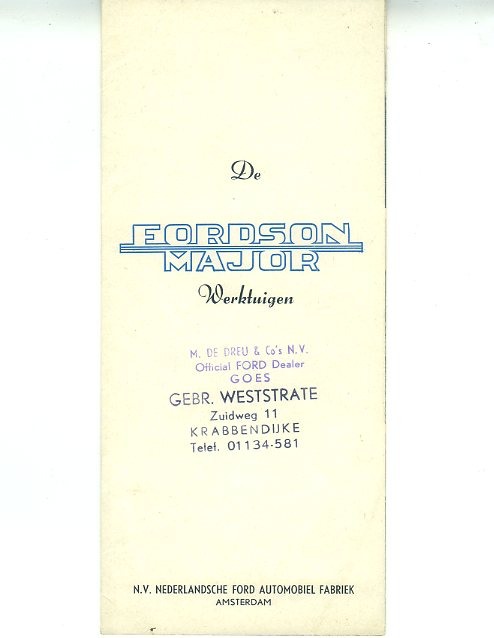 De
FORDSON
MAJOR
Werktuigen
M. DE DREU & Co's N.V.
Official FORD Dealer
GOES
GEBR. WESTSTRATE
Zuidweg 11
KRABBENDIJKE
Telef. 01134-581
N.V. NEDERLANDSCHE FORD AUTOMOBIEL FABRIEK
AMSTERDAM